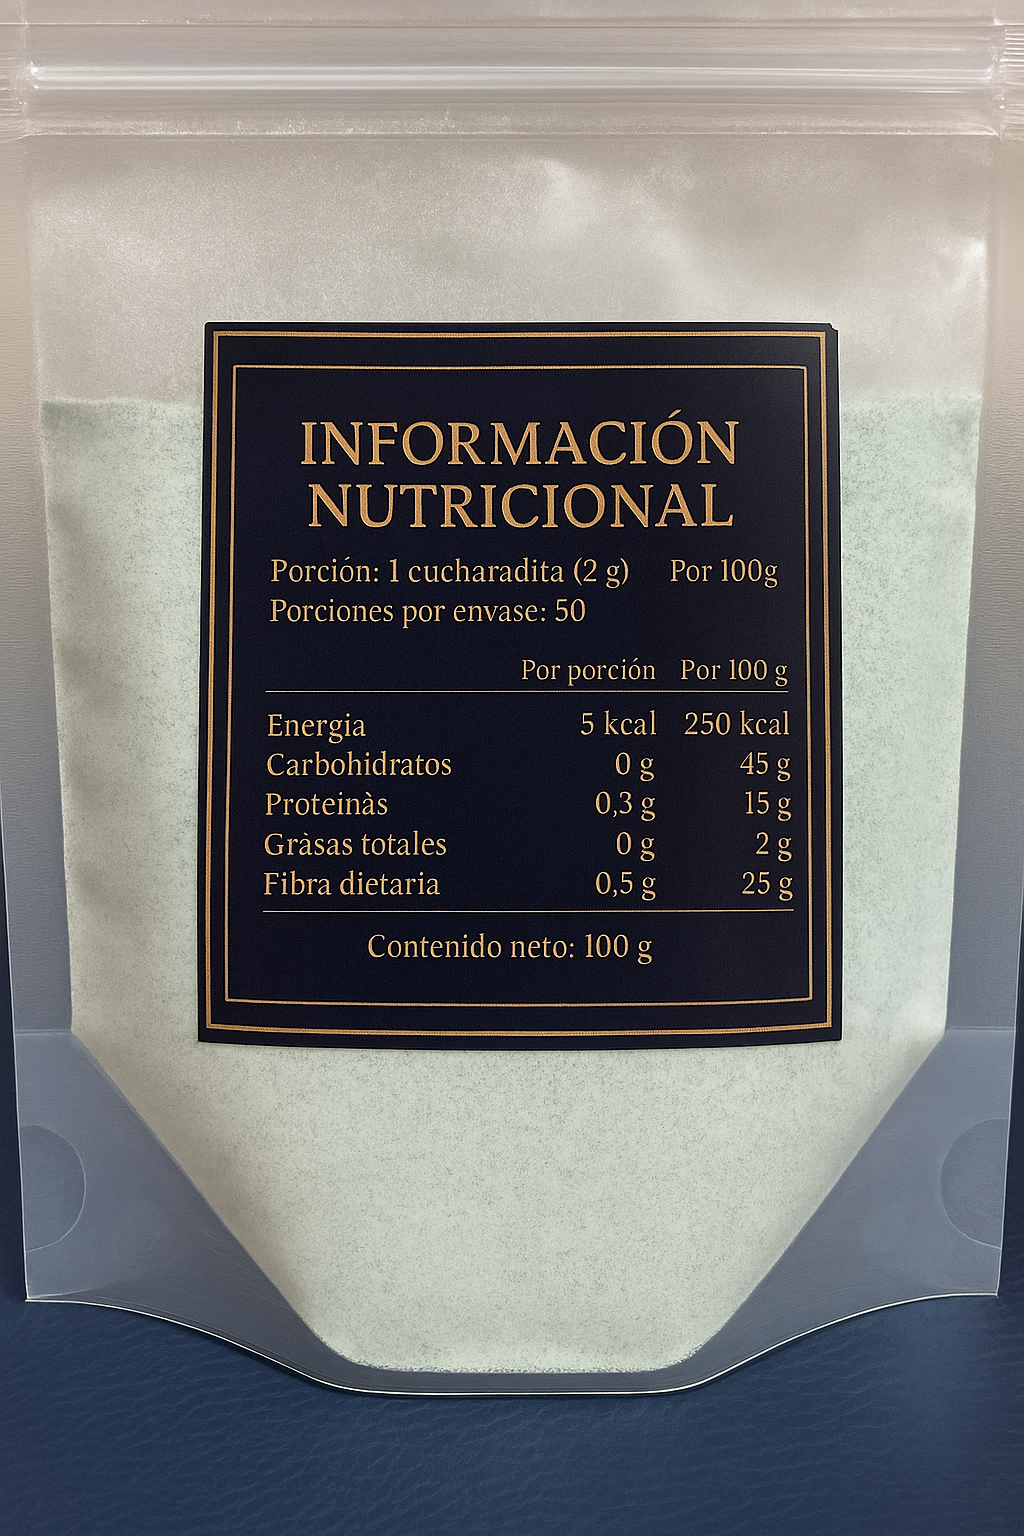 INFORMACIÓN
NUTRICIONAL
Porción: 1 cucharadita (2 g) Por 100g
Porciones por envase: 50
Por porción Por 100 g
Energia 5 kcal 250 kcal
Carbohidratos 0 g 45 g
Proteinàs 0,3 g 15 g
Gràsas totales 0 g 2 g
Fibra dietaria 0,5 g 25 g
Contenido neto: 100 g